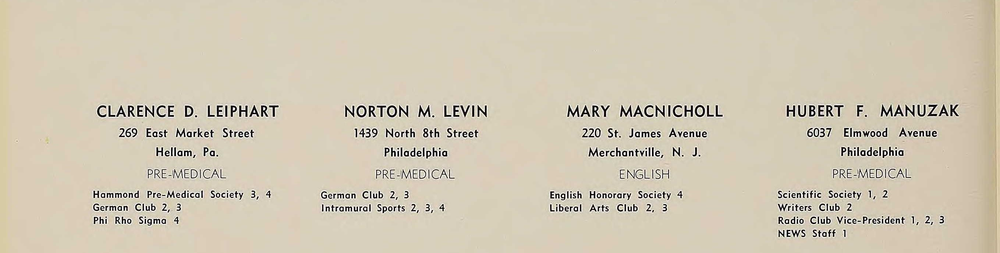 CLARENCE D. LEIPHART
269 East Market Street
Hellam, Pa.
PRE-MEDICAL
Hammond Pre-Medical Society 3, 4
German Club 2, 3
Phi Rho Sigma 4
NORTON M. LEVIN
1439 North 8th Street
Philadelphia
PRE-MEDICAL
German Club 2, 3
Intramural Sports 2, 3, 4
MARY MACNICHOLL
220 St. James Avenue
Merchantville, N. J.
ENGLISH
English Honorary Society 4
Liberal Arts Club 2, 3
HUBERT F. MANUZAK
6037 Elmwood Avenue
Philadelphia
PRE-MEDICAL
Scientific Society 1, 2
Writers Club 2
Radio Club Vice-President 1, 2, 3
NEWS Staff 1